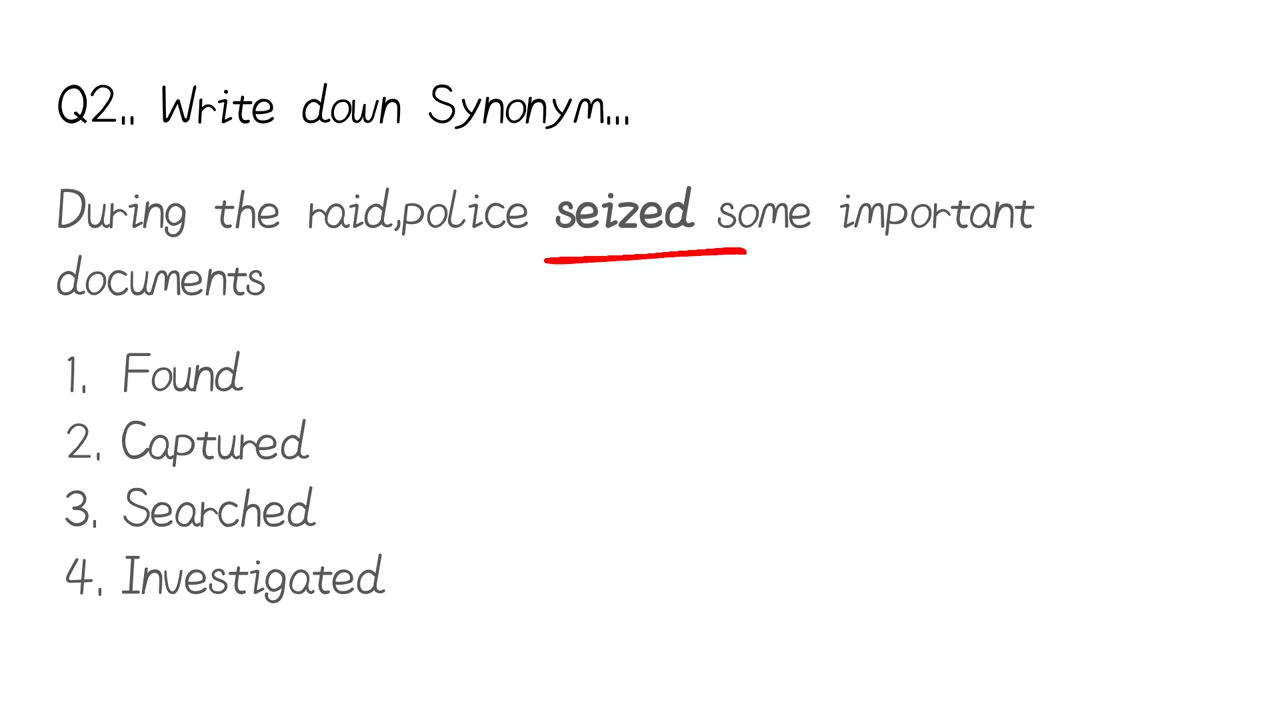 Q2.. Write down Synonym...
During the raid,police seized some important
documents
1. Found
2. Captured
3. Searched
4. Investigated